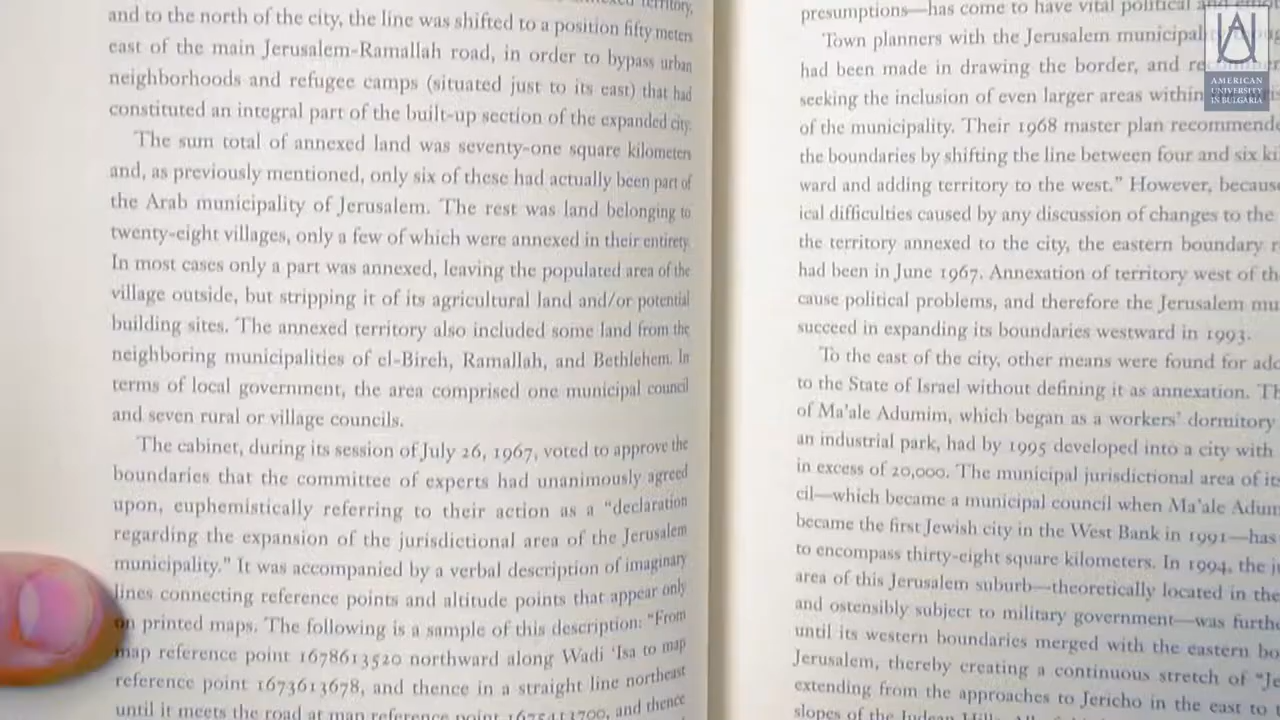 territory,
and to the north of the city, the line was shifted to a position fifty meters
east of the main Jerusalem-Ramallah road, in order to bypass urban
neighborhoods and refugee camps (situated just to its east) that had
constituted an integral part of the built-up section of the expanded city.
The sum total of annexed land was seventy-one square kilometers
and, as previously mentioned, only six of these had actually been part of
the Arab municipality of Jerusalem. The rest was land belonging to
twenty-eight villages, only a few of which were annexed in their entirety.
In most cases only a part was annexed, leaving the populated area of the
village outside, but stripping it of its agricultural land and/or potential
building sites. The annexed territory also included some land from the
neighboring municipalities of el-Bireh, Ramallah, and Bethlehem. In
terms of local government, the area comprised one municipal council
and seven rural or village councils.
The cabinet, during its session of July 26, 1967, voted to approve the
boundaries that the committee of experts had unanimously agreed
upon, euphemistically referring to their action as a “declaration
regarding the expansion of the jurisdictional area of the Jerusalem
municipality.” It was accompanied by a verbal description of imaginary
lines connecting reference points and altitude points that appear only
on printed maps. The following is a sample of this description: “From
map reference point 1678613520 northward along Wadi ‘Isa to map
reference point 1673613678, and thence in a straight line northeast
until it meets the road at map reference point 1675413700, and thence
presumptions—has come to have vital political and
Town planners with the Jerusalem
had been made in drawing the border, and
seeking the inclusion of even larger areas within
of the municipality. Their 1968 master plan
the boundaries by shifting the line between four and six
ward and adding territory to the west.” However,
ical difficulties caused by any discussion of changes to the
the territory annexed to the city, the eastern boundary
had been in June 1967. Annexation of territory west of
cause political problems, and therefore the Jerusalem
succeed in expanding its boundaries westward in 1993.
To the east of the city, other means were found for
to the State of Israel without defining it as annexation.
of Ma’ale Adumim, which began as a workers’ dormitory
an industrial park, had by 1995 developed into a city with
in excess of 20,000. The municipal jurisdictional area of
cil—which became a municipal council when Ma’ale
became the first Jewish city in the West Bank in 1991—has
to encompass thirty-eight square kilometers. In 1994, the
area of this Jerusalem suburb—theoretically located in the
and ostensibly subject to military government—was
until its western boundaries merged with the eastern
Jerusalem, thereby creating a continuous stretch of
extending from the approaches to Jericho in the east to
slopes of the Judean
AMERICAN
UNIVERSITY
IN BULGARIA